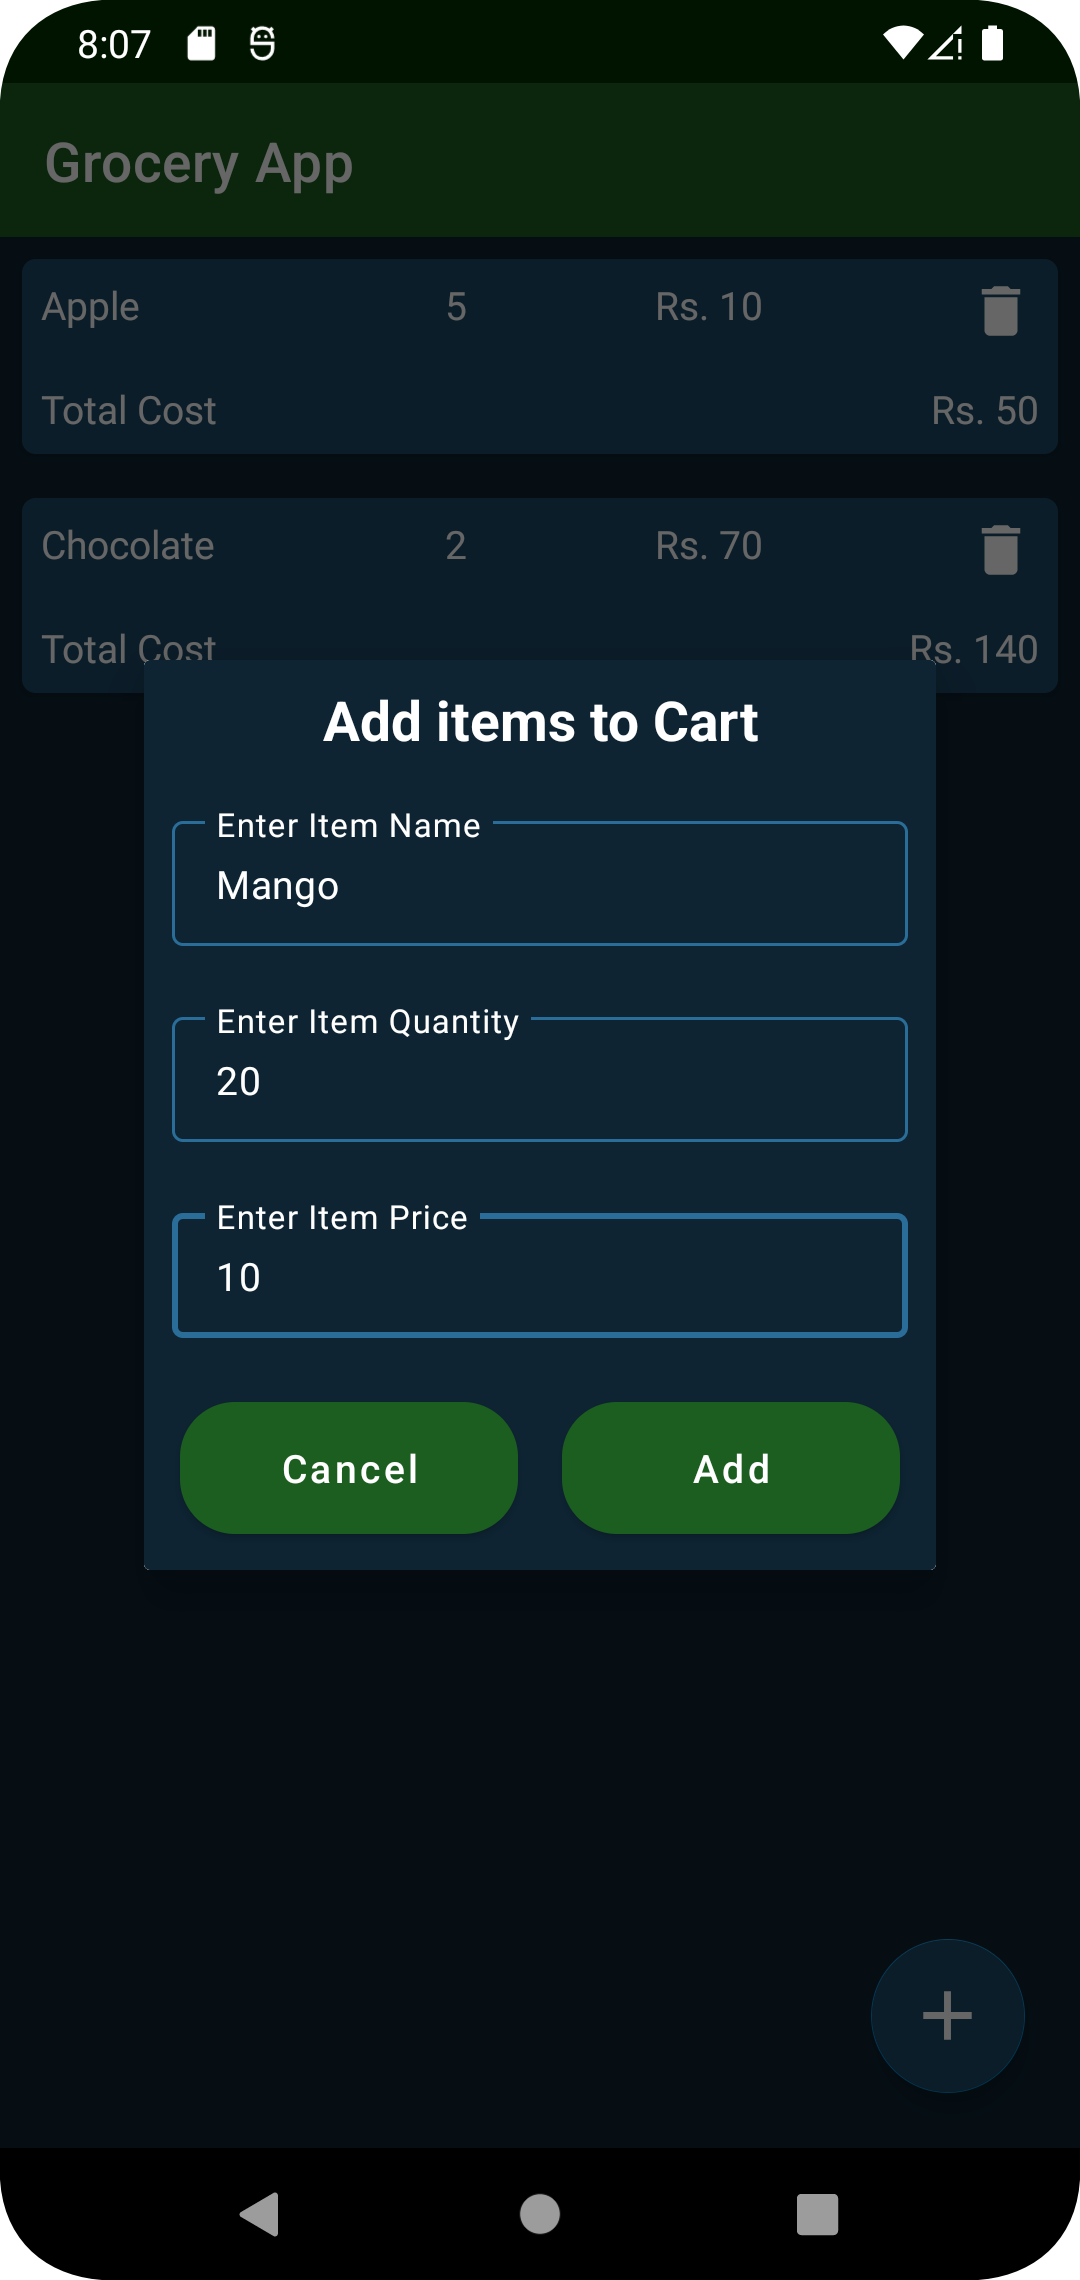 8:07
Grocery App
Apple 5 Rs. 10
Total Cost Rs. 50
Chocolate 2 Rs. 70
Total Cost Rs. 140
Add items to Cart
Enter Item Name
Mango
Enter Item Quantity
20
Enter Item Price
10
Cancel Add